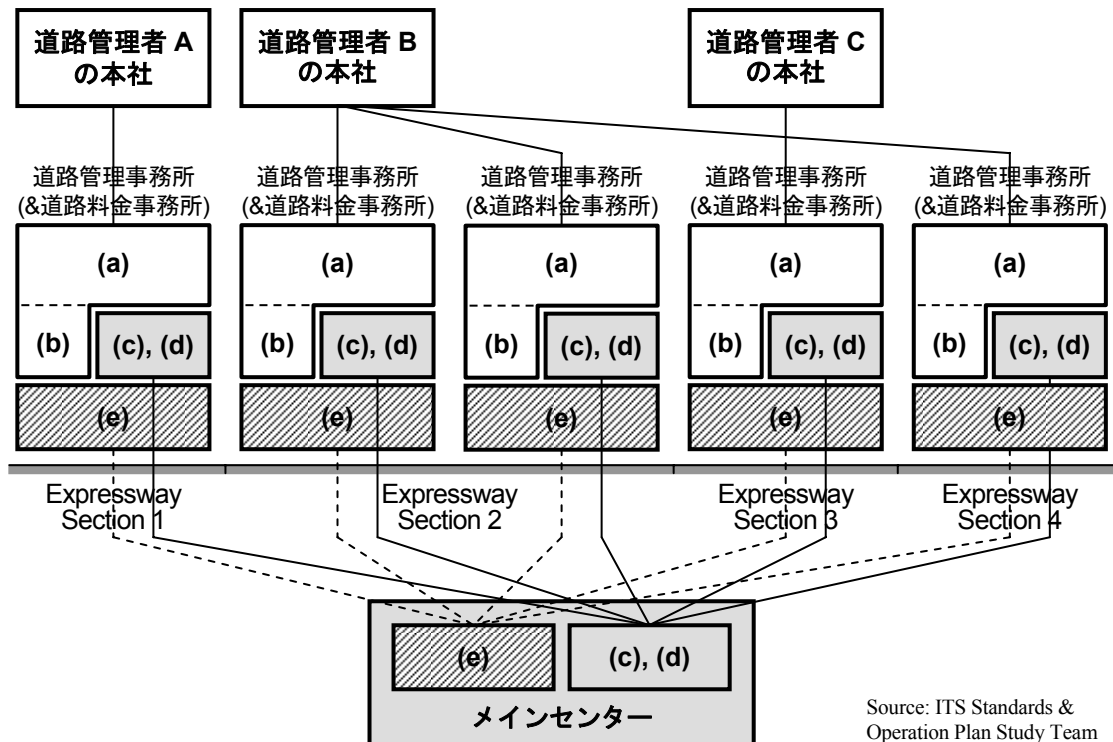 道路管理者 A
の本社
道路管理者 B
の本社
道路管理者 C
の本社
道路管理事務所
(&道路料金事務所)
道路管理事務所
(&道路料金事務所)
道路管理事務所
(&道路料金事務所)
道路管理事務所
(&道路料金事務所)
道路管理事務所
(&道路料金事務所)
(a)
(a)
(a)
(a)
(a)
(b)
(c), (d)
(b)
(c), (d)
(b)
(c), (d)
(b)
(c), (d)
(b)
(c), (d)
(e)
(e)
(e)
(e)
(e)
Expressway
Section 1
Expressway
Section 2
Expressway
Section 3
Expressway
Section 4
(e)
(c), (d)
メインセンター
Source: ITS Standards &
Operation Plan Study Team